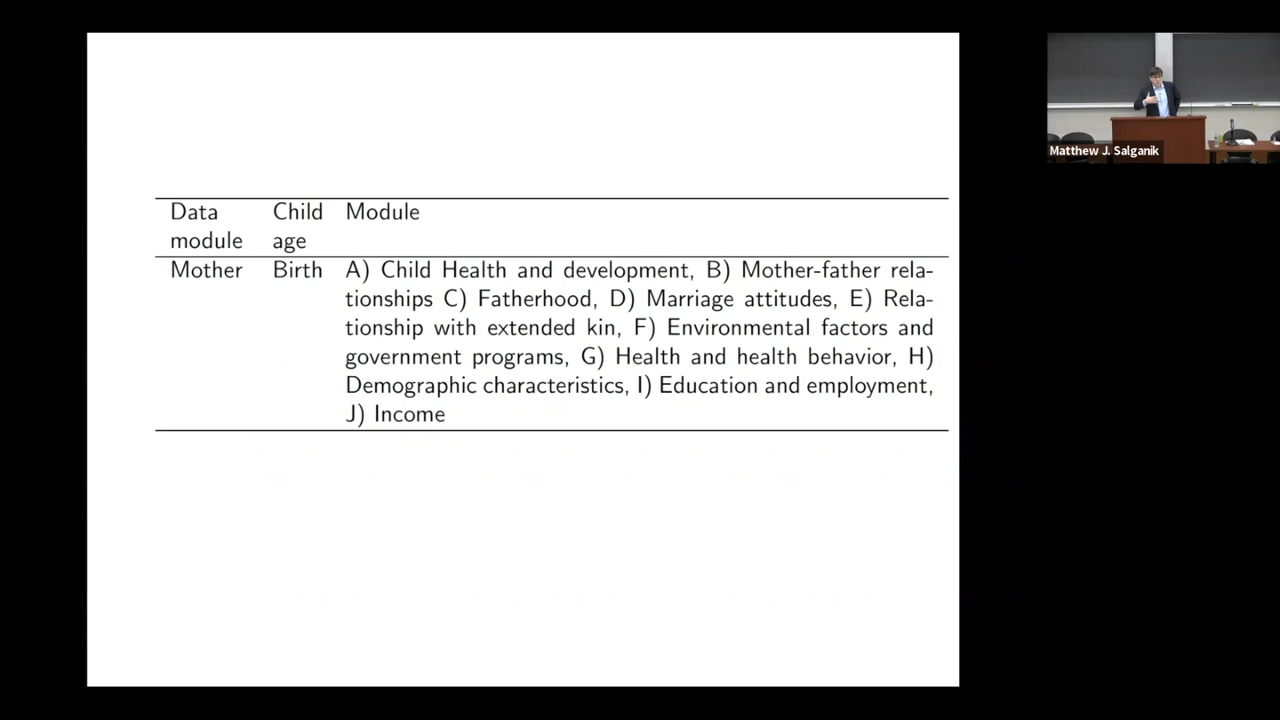 Data Child Module
module age
Mother Birth A) Child Health and development, B) Mother-father rela-
tionships C) Fatherhood, D) Marriage attitudes, E) Rela-
tionship with extended kin, F) Environmental factors and
government programs, G) Health and health behavior, H)
Demographic characteristics, I) Education and employment,
J) Income
Matthew J. Salganik